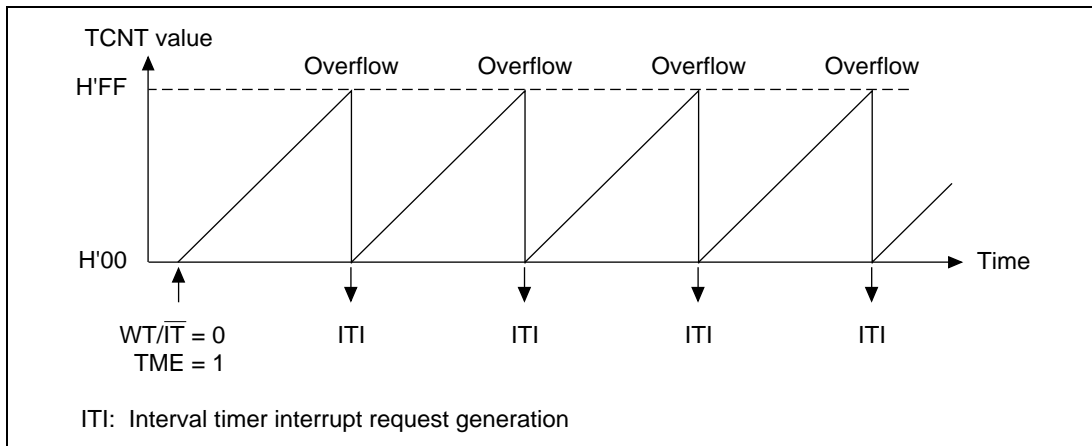 TCNT value
Overflow Overflow Overflow Overflow
H'FF
H'00
Time
WT/I̅T̅ = 0
TME = 1
ITI ITI ITI ITI
ITI: Interval timer interrupt request generation